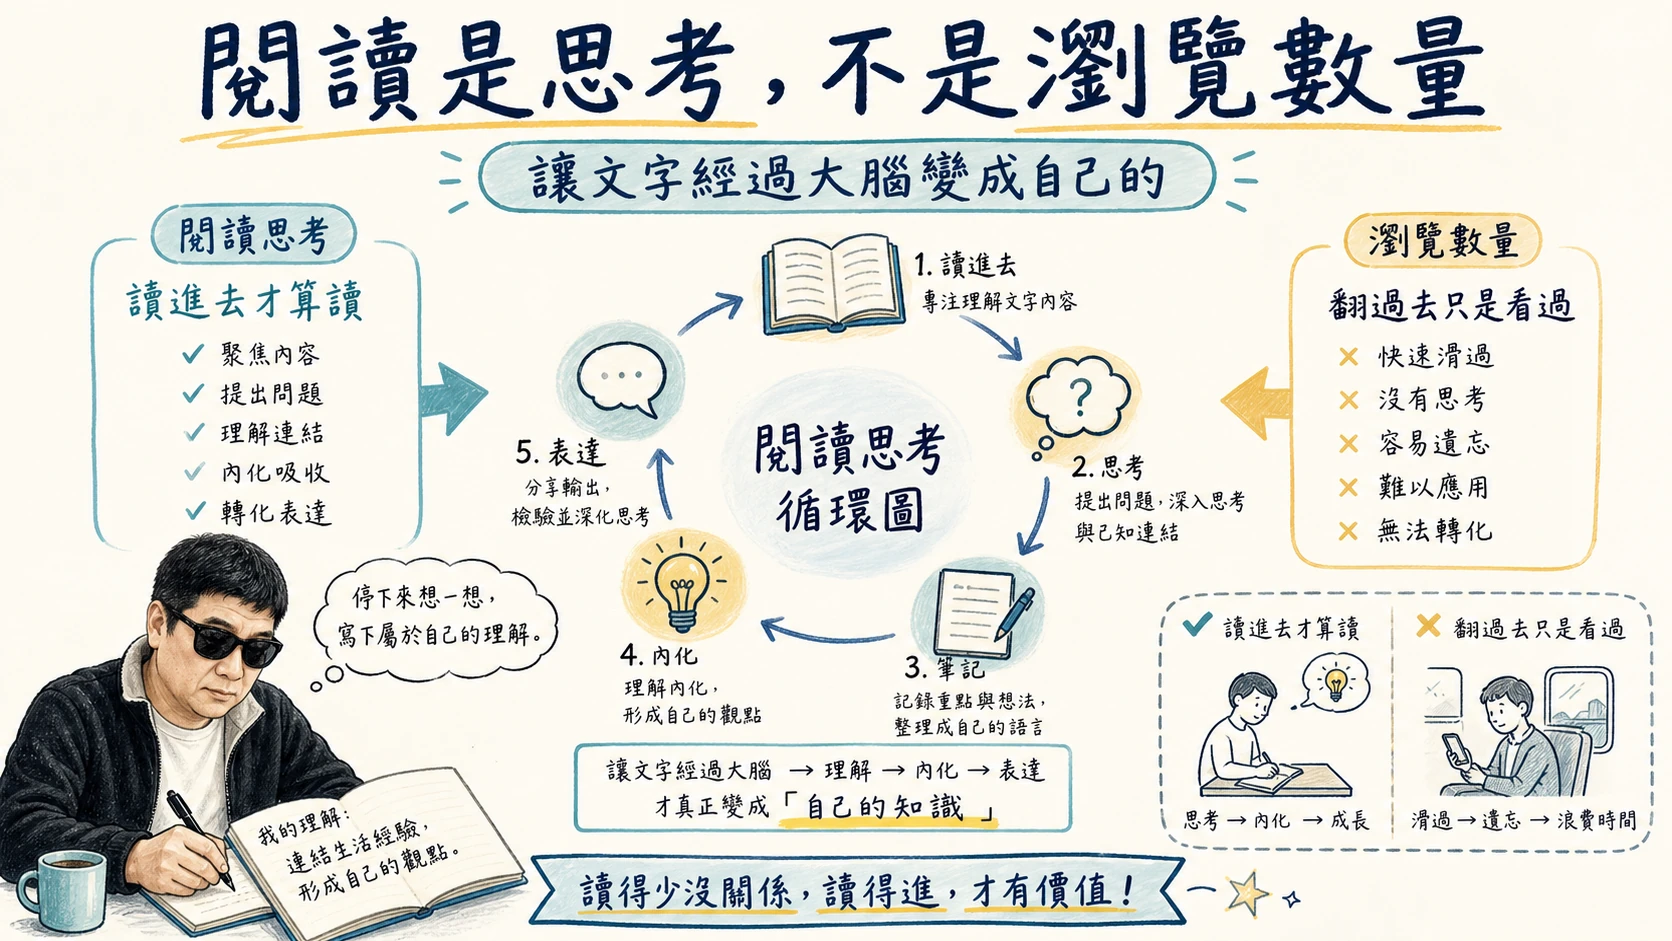 閱讀是思考，不是瀏覽數量
讓文字經過大腦變成自己的
閱讀思考
讀進去才算讀
聚焦內容
提出問題
理解連結
內化吸收
轉化表達
閱讀思考
循環圖
1. 讀進去
專注理解文字內容
2. 思考
提出問題，深入思考
與已知連結
3. 筆記
記錄重點與想法，
整理成自己的語言
4. 內化
理解內化，
形成自己的觀點
5. 表達
分享輸出，
檢驗並深化思考
瀏覽數量
翻過去只是看過
快速滑過
沒有思考
容易遺忘
難以應用
無法轉化
停下來想一想，
寫下屬於自己的理解。
我的理解：
連結生活經驗，
形成自己的觀點。
讓文字經過大腦 → 理解 → 內化 → 表達
才真正變成「自己的知識」
讀進去才算讀
思考 → 內化 → 成長
翻過去只是看過
滑過 → 遺忘 → 浪費時間
讀得少沒關係，讀得進，才有價值！